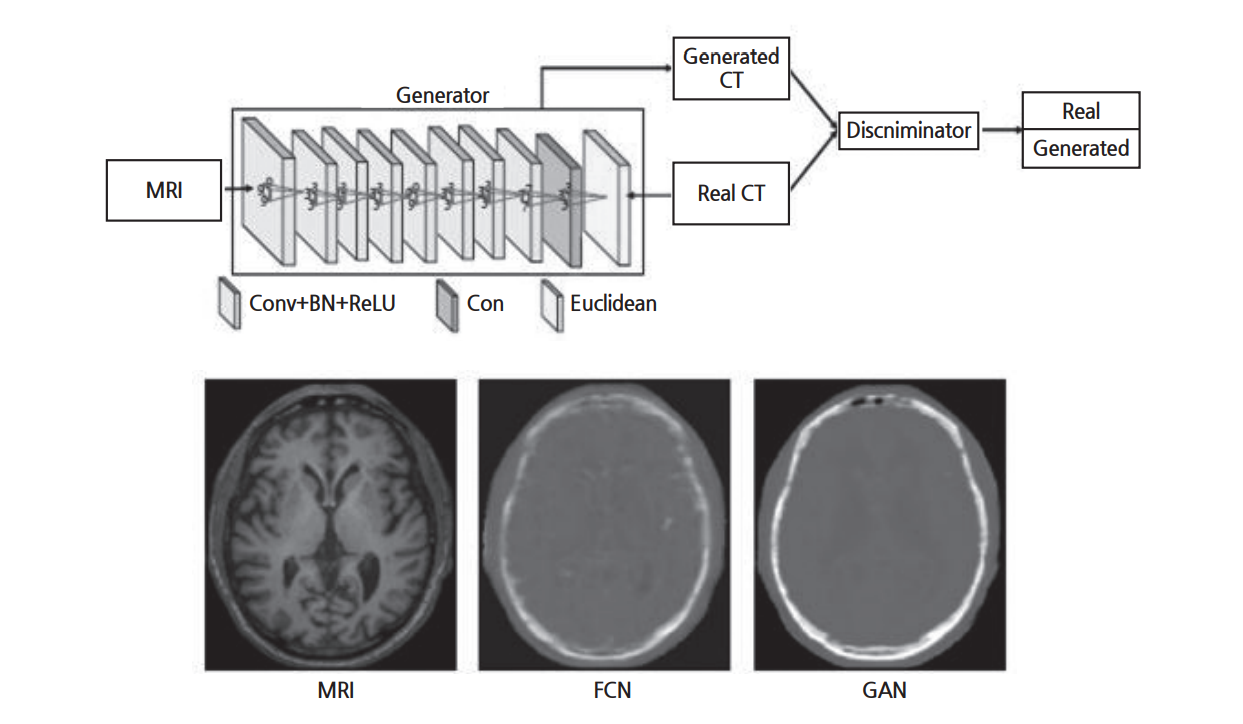 Generator
Generated
CT
MRI
Real CT
Discniminator
Real
Generated
Conv+BN+ReLU
Con
Euclidean
MRI
FCN
GAN